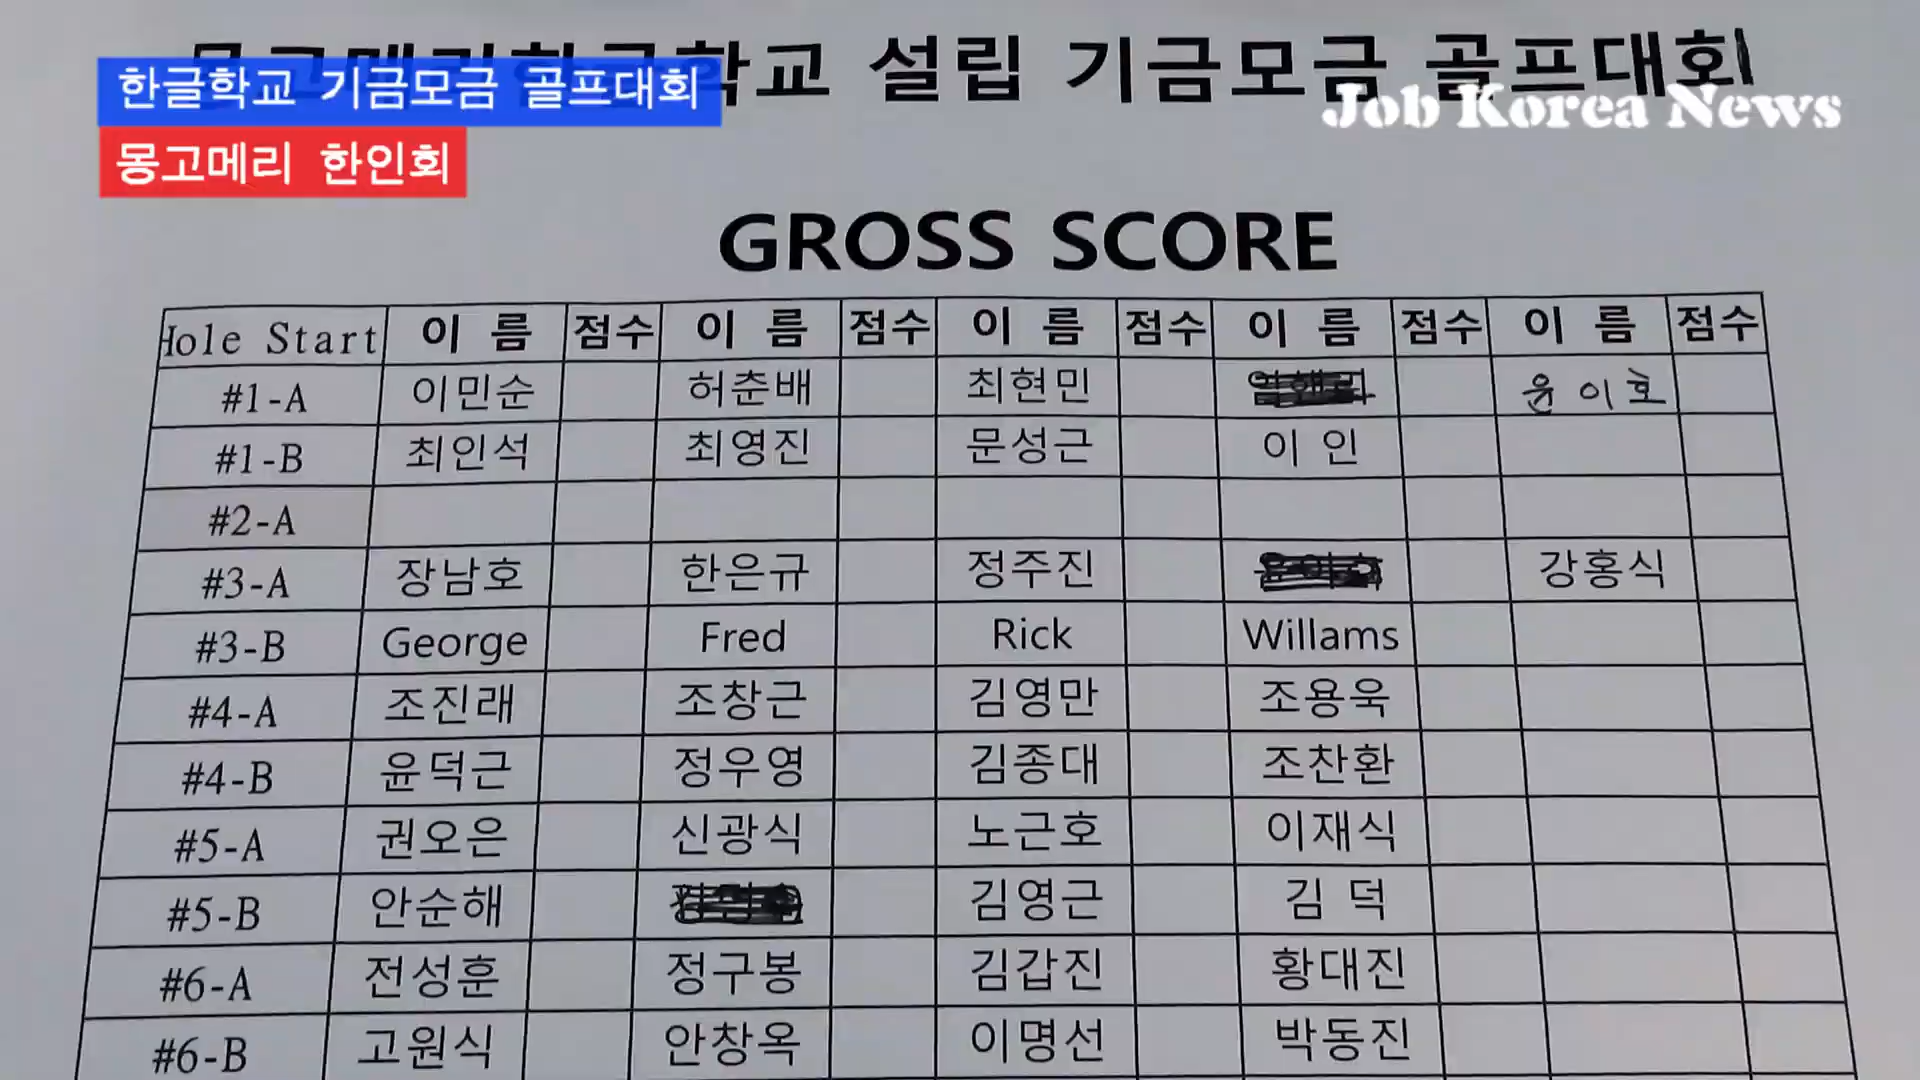 몽고메리한글학교 설립 기금모금 골프대회
한글학교 기금모금 골프대회
Job Korea News
몽고메리 한인회
GROSS SCORE
Hole Start 이 름 점수 이 름 점수 이 름 점수 이 름 점수 이 름 점수
#1-A 이민순 허춘배 최현민 윤이호
#1-B 최인석 최영진 문성근 이 인
#2-A
#3-A 장남호 한은규 정주진 강홍식
#3-B George Fred Rick Willams
#4-A 조진래 조창근 김영만 조용욱
#4-B 윤덕근 정우영 김종대 조찬환
#5-A 권오은 신광식 노근호 이재식
#5-B 안순해 김영근 김 덕
#6-A 전성훈 정구봉 김갑진 황대진
#6-B 고원식 안창옥 이명선 박동진